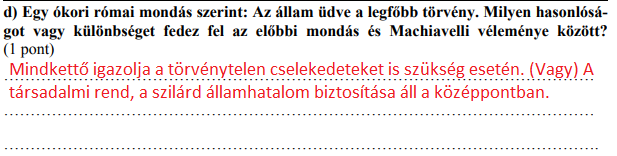 d) Egy ókori római mondás szerint: Az állam üdve a legfőbb törvény. Milyen hasonlósá-
got vagy különbséget fedez fel az előbbi mondás és Machiavelli véleménye között?
(1 pont)
Mindkettő igazolja a törvénytelen cselekedeteket is szükség esetén. (Vagy) A
társadalmi rend, a szilárd államhatalom biztosítása áll a középpontban.